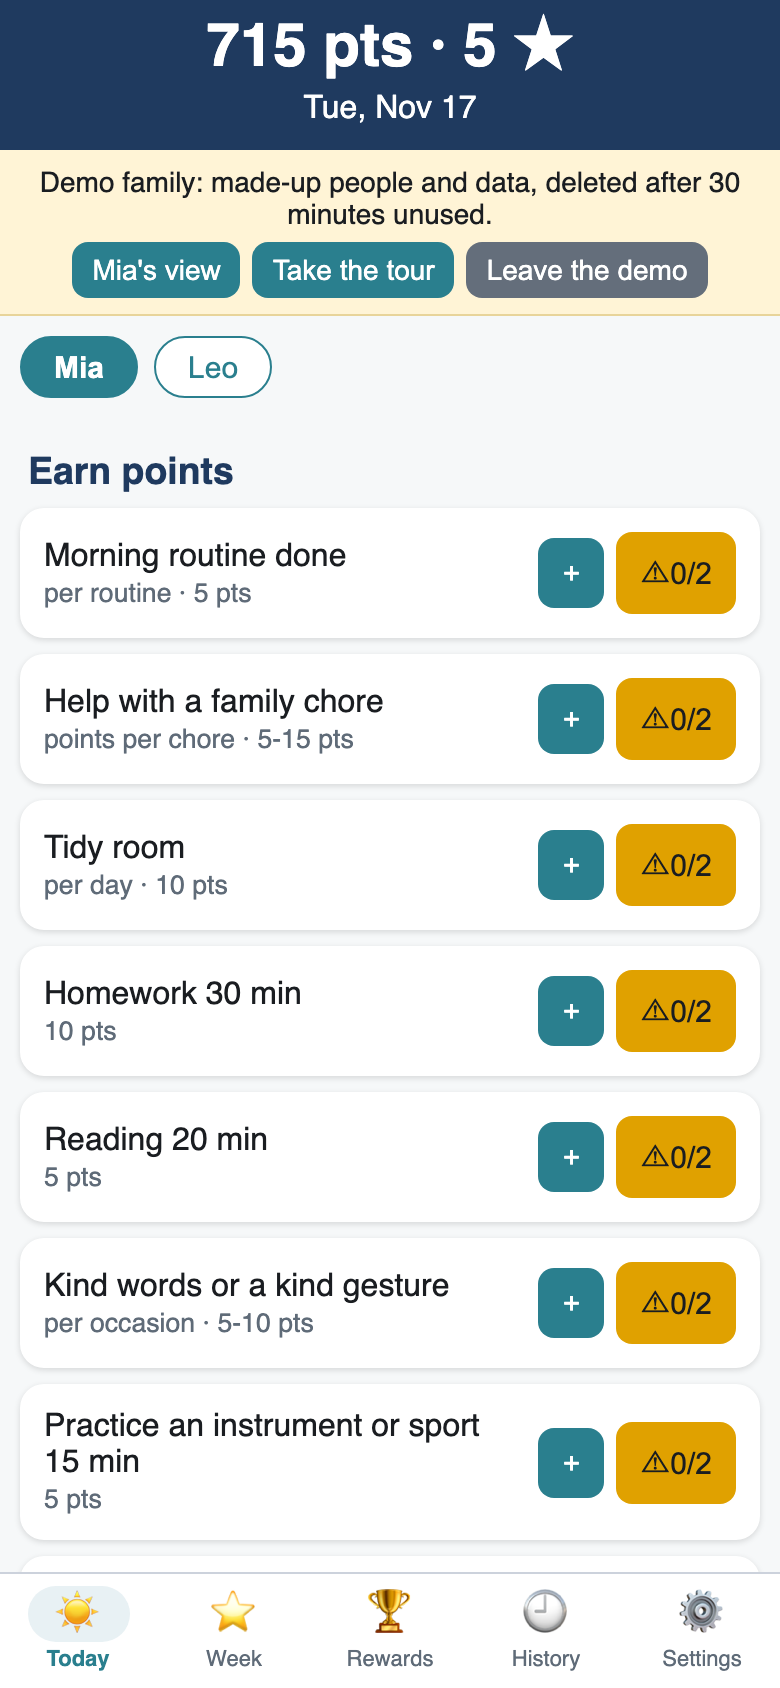 715 pts · 5 ★
Tue, Nov 17
Demo family: made-up people and data, deleted after 30
minutes unused.
Mia's view
Take the tour
Leave the demo
Mia
Leo
Earn points
Morning routine done
per routine · 5 pts
+
⚠0/2
Help with a family chore
points per chore · 5-15 pts
+
⚠0/2
Tidy room
per day · 10 pts
+
⚠0/2
Homework 30 min
10 pts
+
⚠0/2
Reading 20 min
5 pts
+
⚠0/2
Kind words or a kind gesture
per occasion · 5-10 pts
+
⚠0/2
Practice an instrument or sport
15 min
5 pts
+
⚠0/2
Today
Week
Rewards
History
Settings